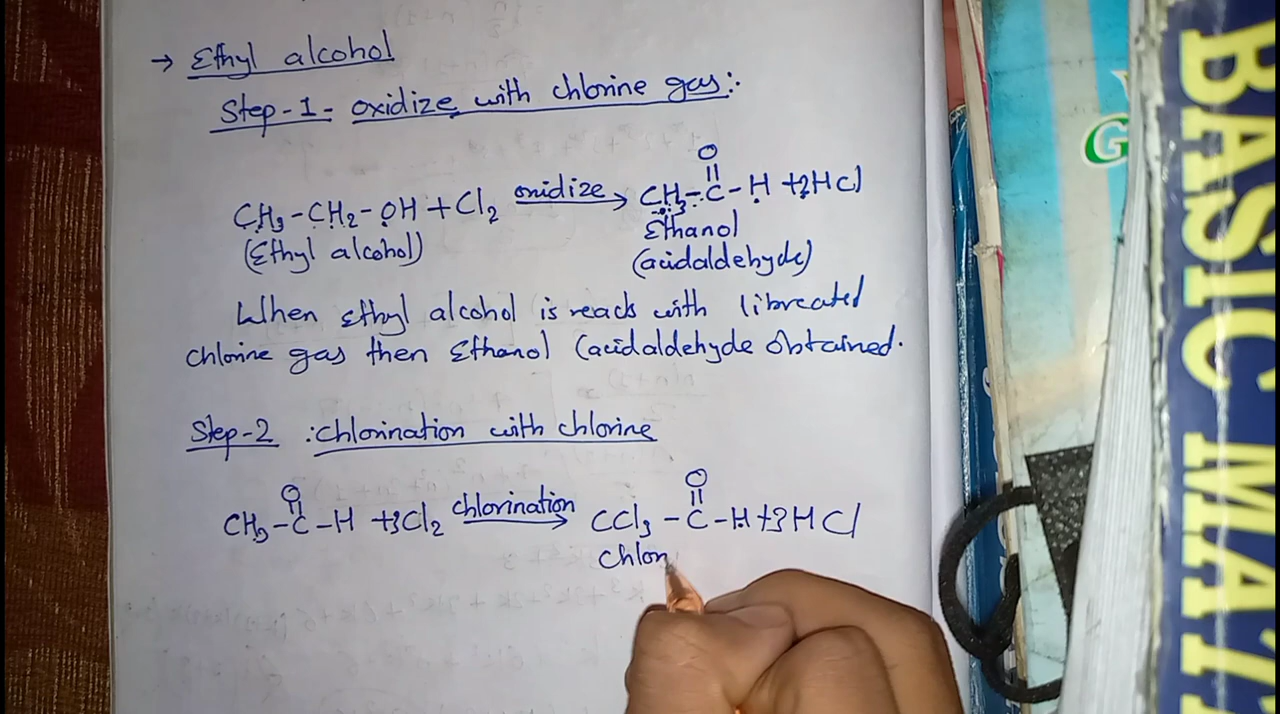 → Ethyl alcohol
Step-1- oxidize with chlorine gas:
CH₃-CH₂-OH + Cl₂ oxidize→ CH₃-C-H +2HCl
O
(Ethyl alcohol)
Ethanol
(acidaldehyde)
When Ethyl alcohol is reacts with libreated
chlorine gas then Ethanol (acidaldehyde obtained.
Step-2 : chlorination with chlorine
O
O
CH₃-C-H +3Cl₂ chlorination→ CCl₃-C-H+3HCl
Chlor
BASIC MAT
G